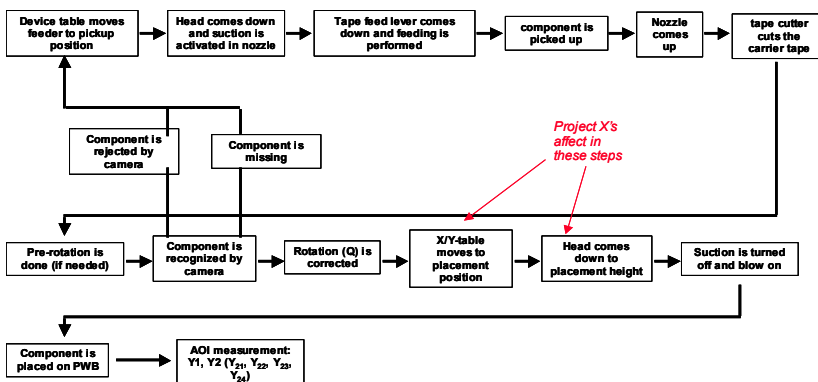 Device table moves
feeder to pickup
position
Head comes down
and suction is
activated in nozzle
Tape feed lever comes
down and feeding is
performed
component is
picked up
Nozzle
comes
up
tape cutter
cuts the
carrier tape
Component is
rejected by
camera
Component
is
missing
Project X's
affect in
these steps
Pre-rotation is
done (if needed)
Component is
recognized by
camera
Rotation (Q) is
corrected
X/Y-table
moves to
placement
position
Head comes
down to
placement height
Suction is turned
off and blow on
Component is
placed on PWB
AOI measurement:
Y1, Y2 (Y21, Y22, Y23,
Y24)